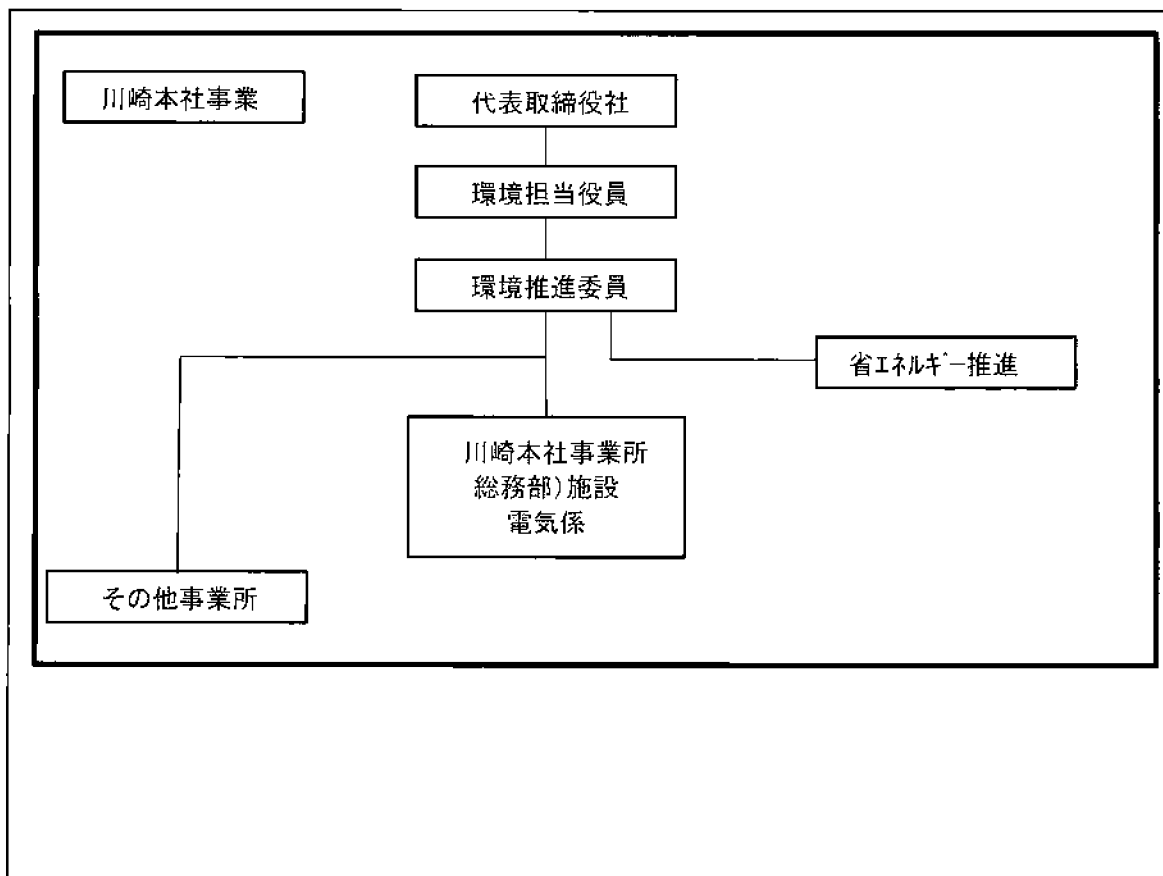 川崎本社事業
代表取締役社
環境担当役員
環境推進委員
省エネルギー推進
川崎本社事業所
総務部)施設
電気係
その他事業所